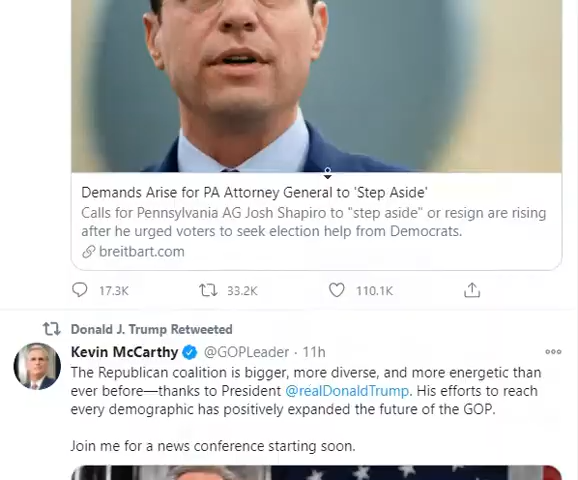 Demands Arise for PA Attorney General to 'Step Aside'
Calls for Pennsylvania AG Josh Shapiro to "step aside" or resign are rising
after he urged voters to seek election help from Democrats.
breitbart.com
17.3K 33.2K 110.1K
Donald J. Trump Retweeted
Kevin McCarthy @GOPLeader · 11h
The Republican coalition is bigger, more diverse, and more energetic than
ever before—thanks to President @realDonaldTrump. His efforts to reach
every demographic has positively expanded the future of the GOP.
Join me for a news conference starting soon.